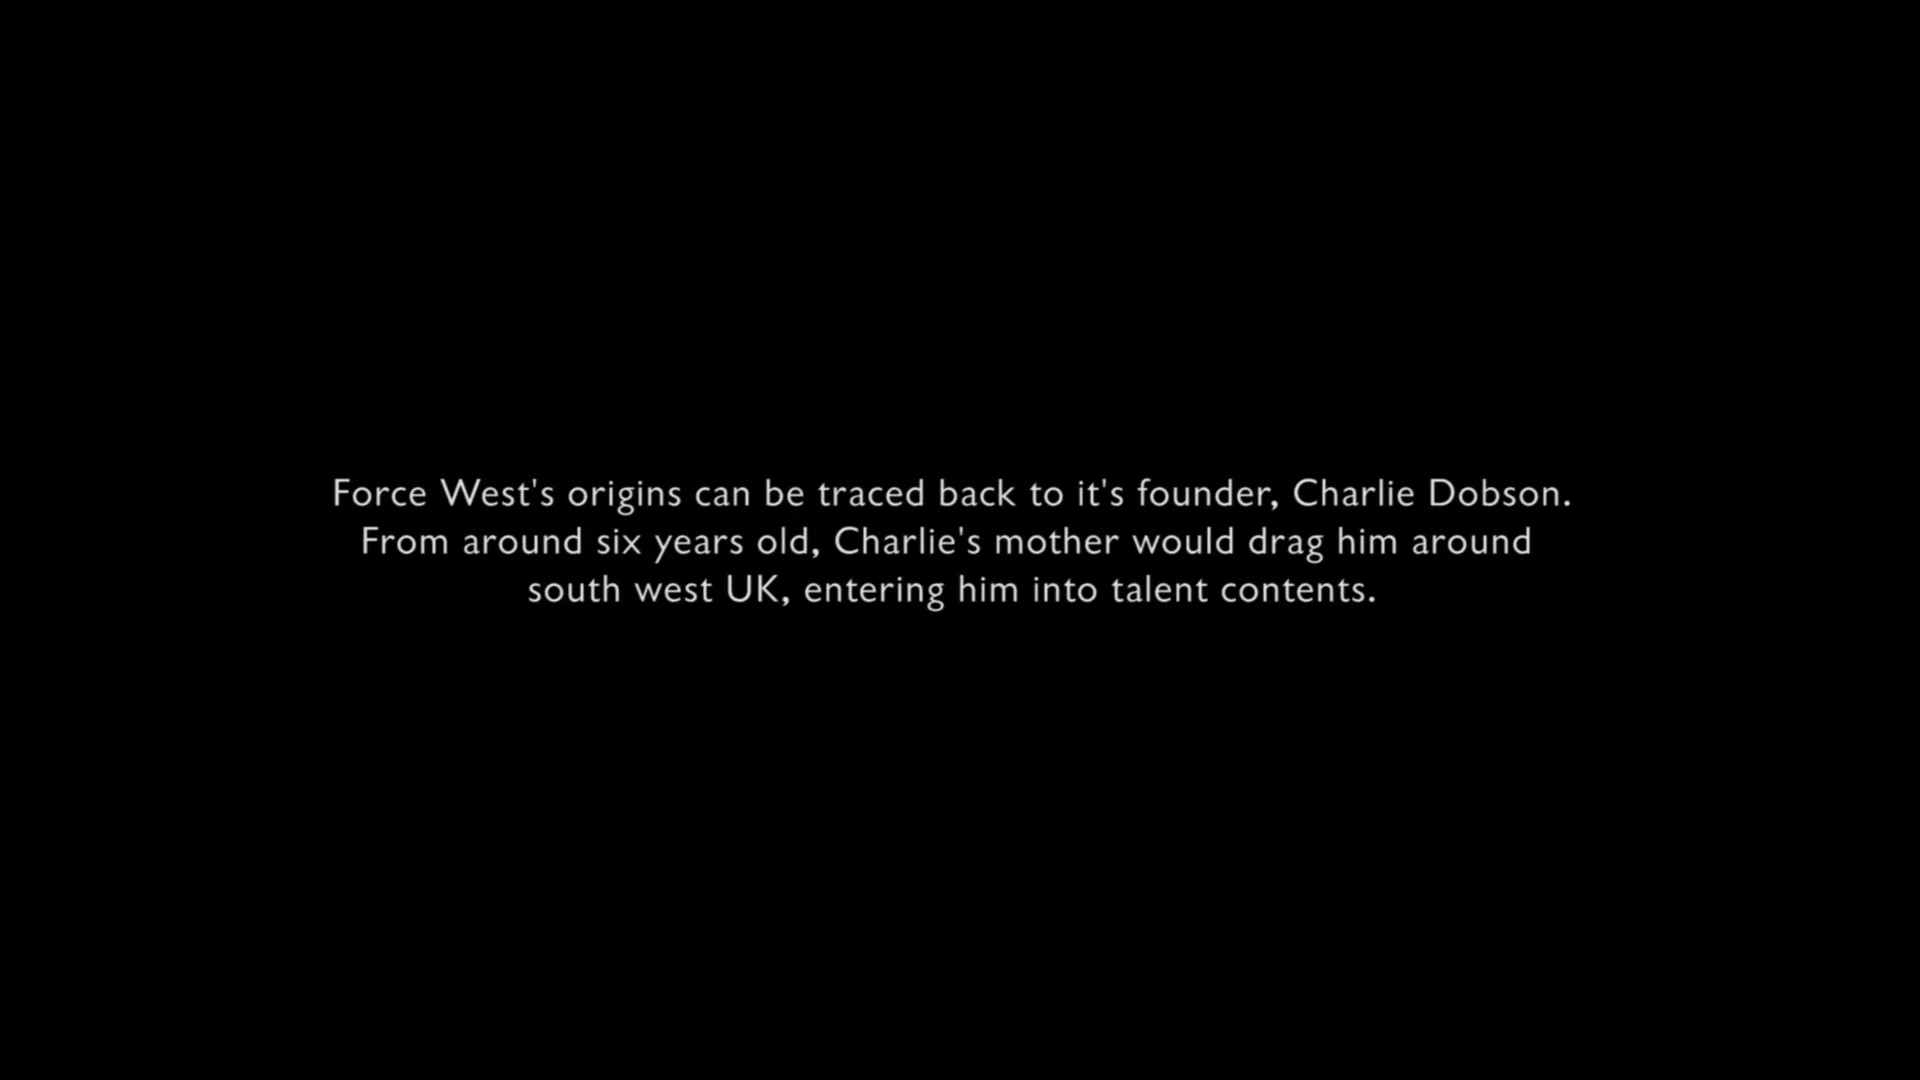 Force West's origins can be traced back to it's founder, Charlie Dobson.
From around six years old, Charlie's mother would drag him around
south west UK, entering him into talent contents.